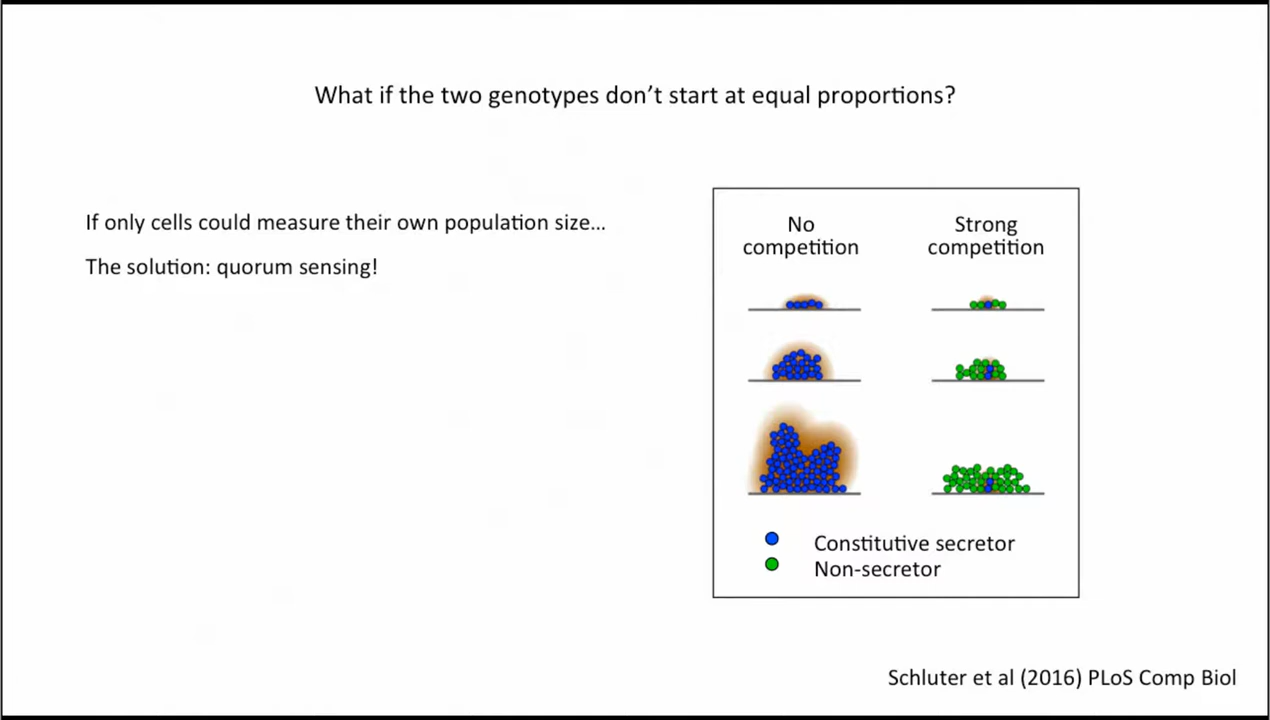 What if the two genotypes don't start at equal proportions?
If only cells could measure their own population size...
The solution: quorum sensing!
No
competition
Strong
competition
Constitutive secretor
Non-secretor
Schluter et al (2016) PLoS Comp Biol